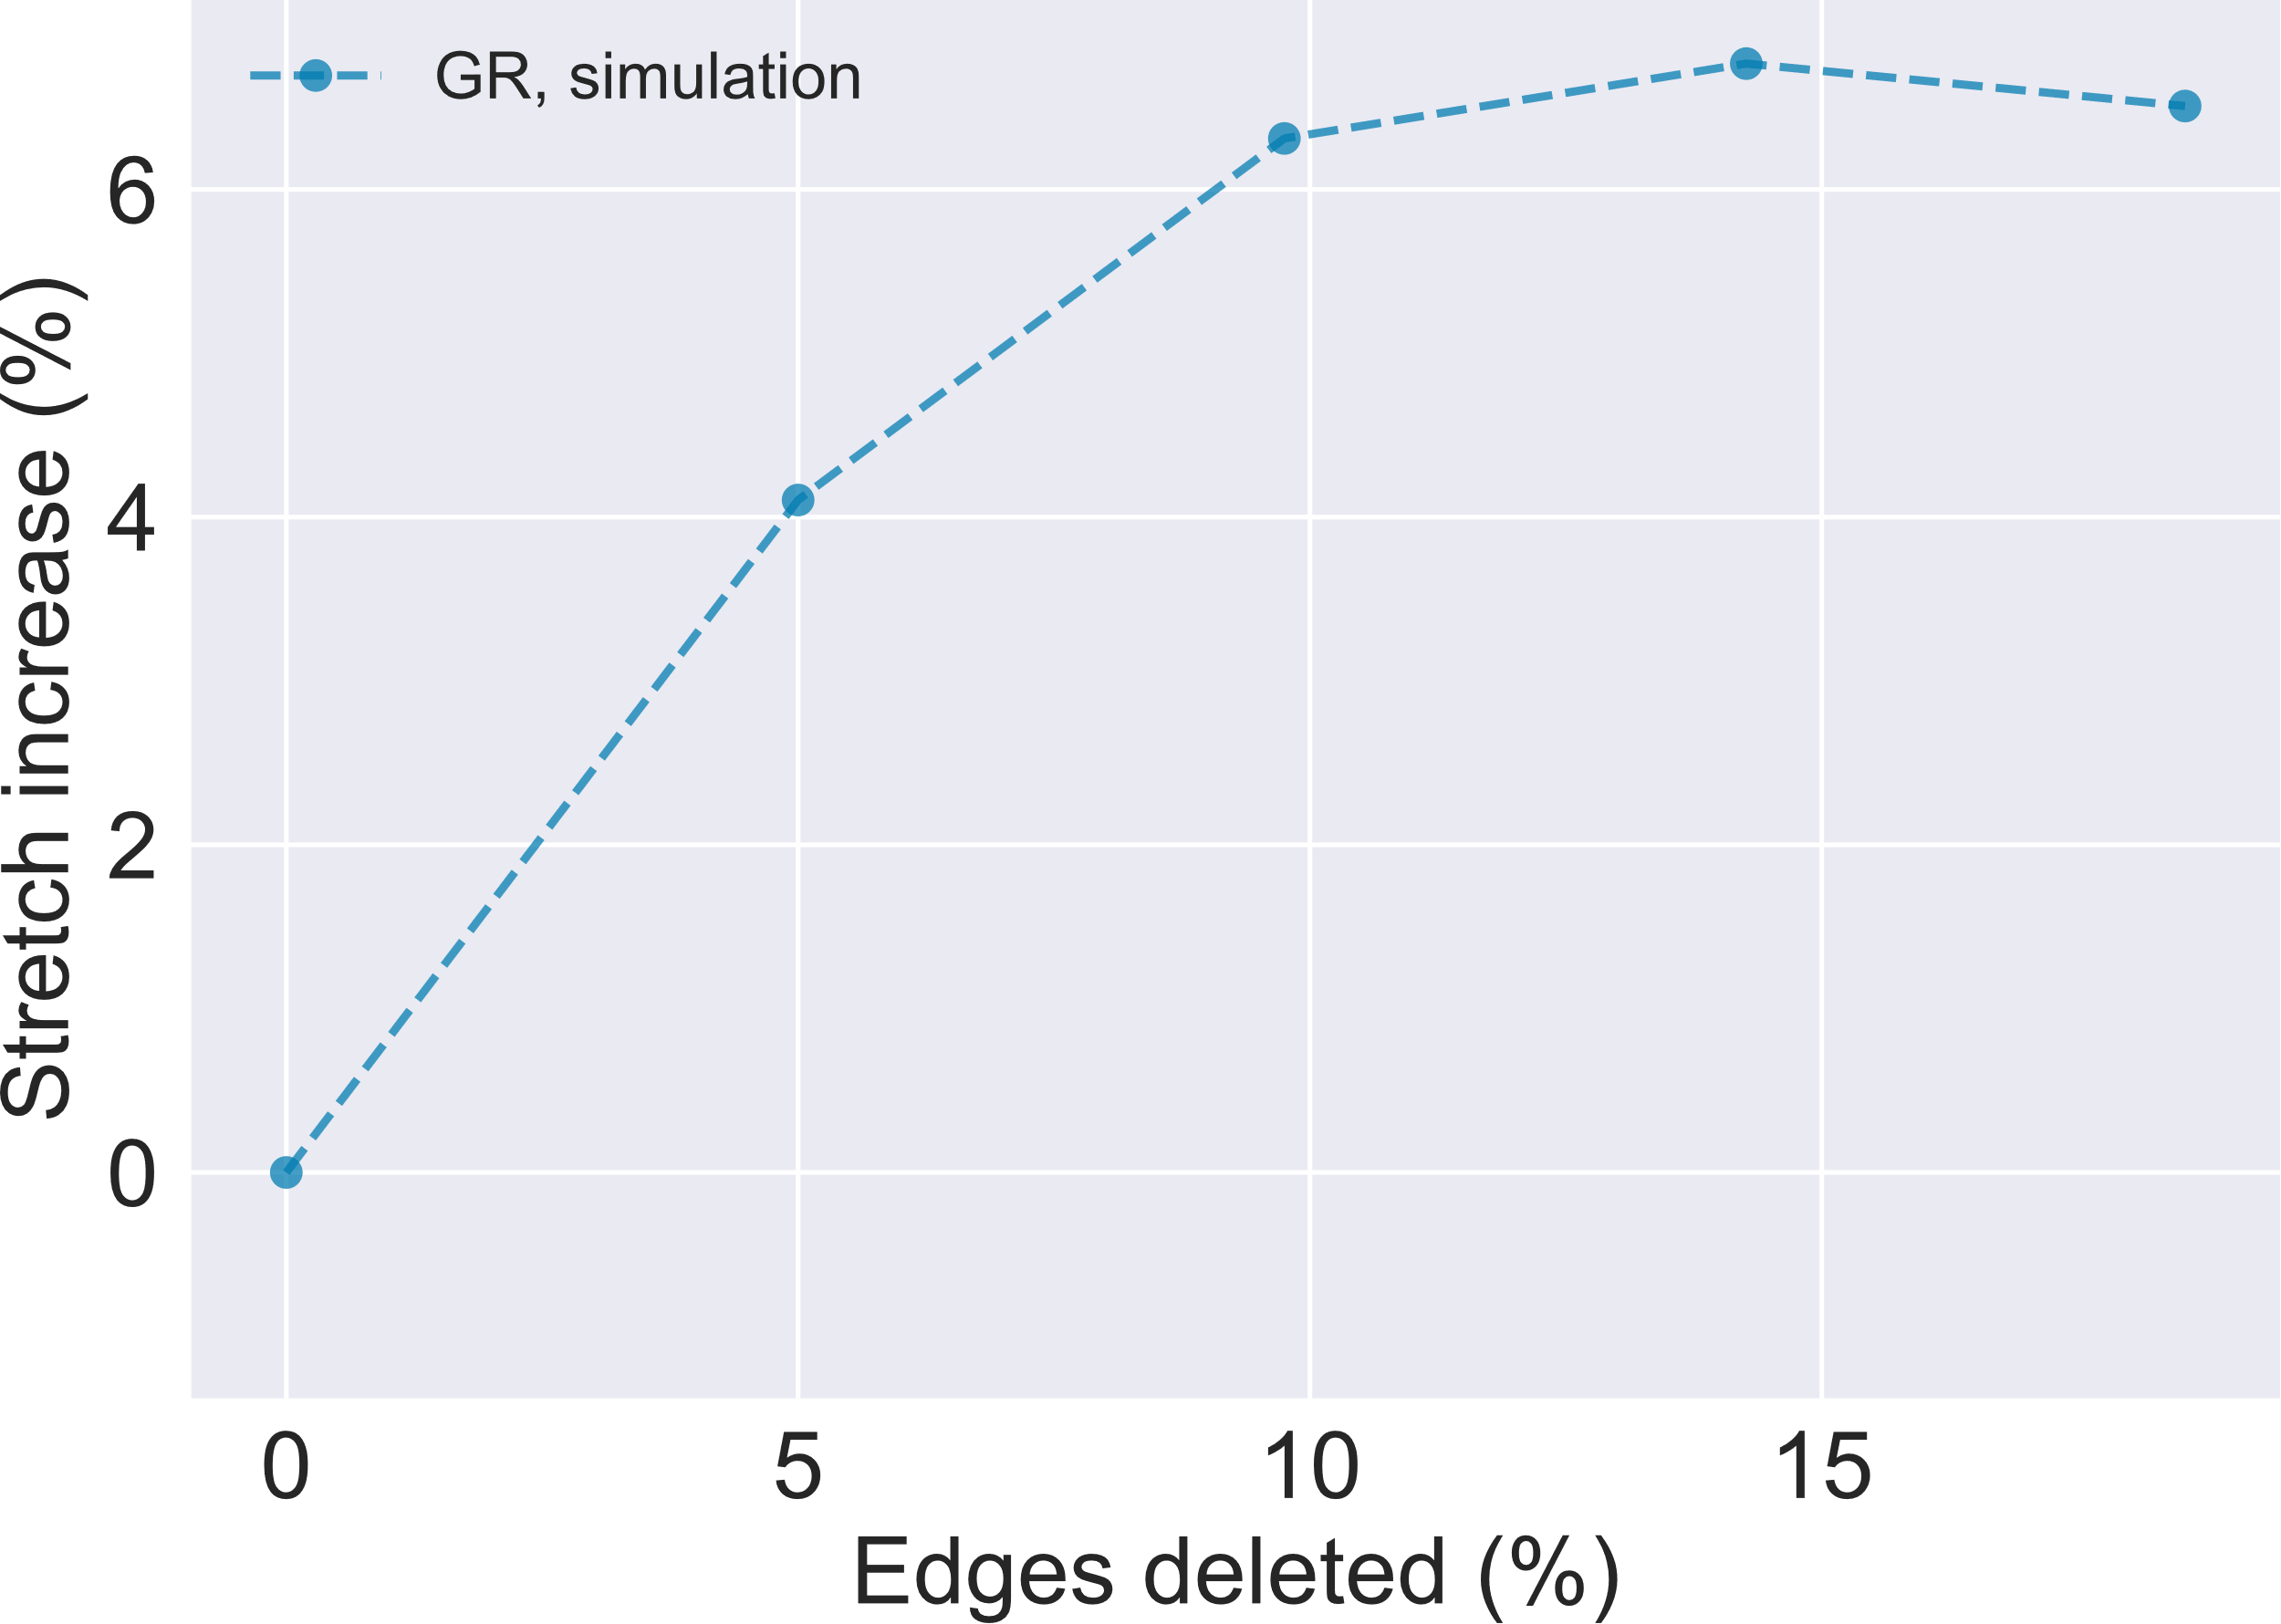 GR, simulation
Stretch increase (%)
6
4
2
0
0 5 10 15
Edges deleted (%)